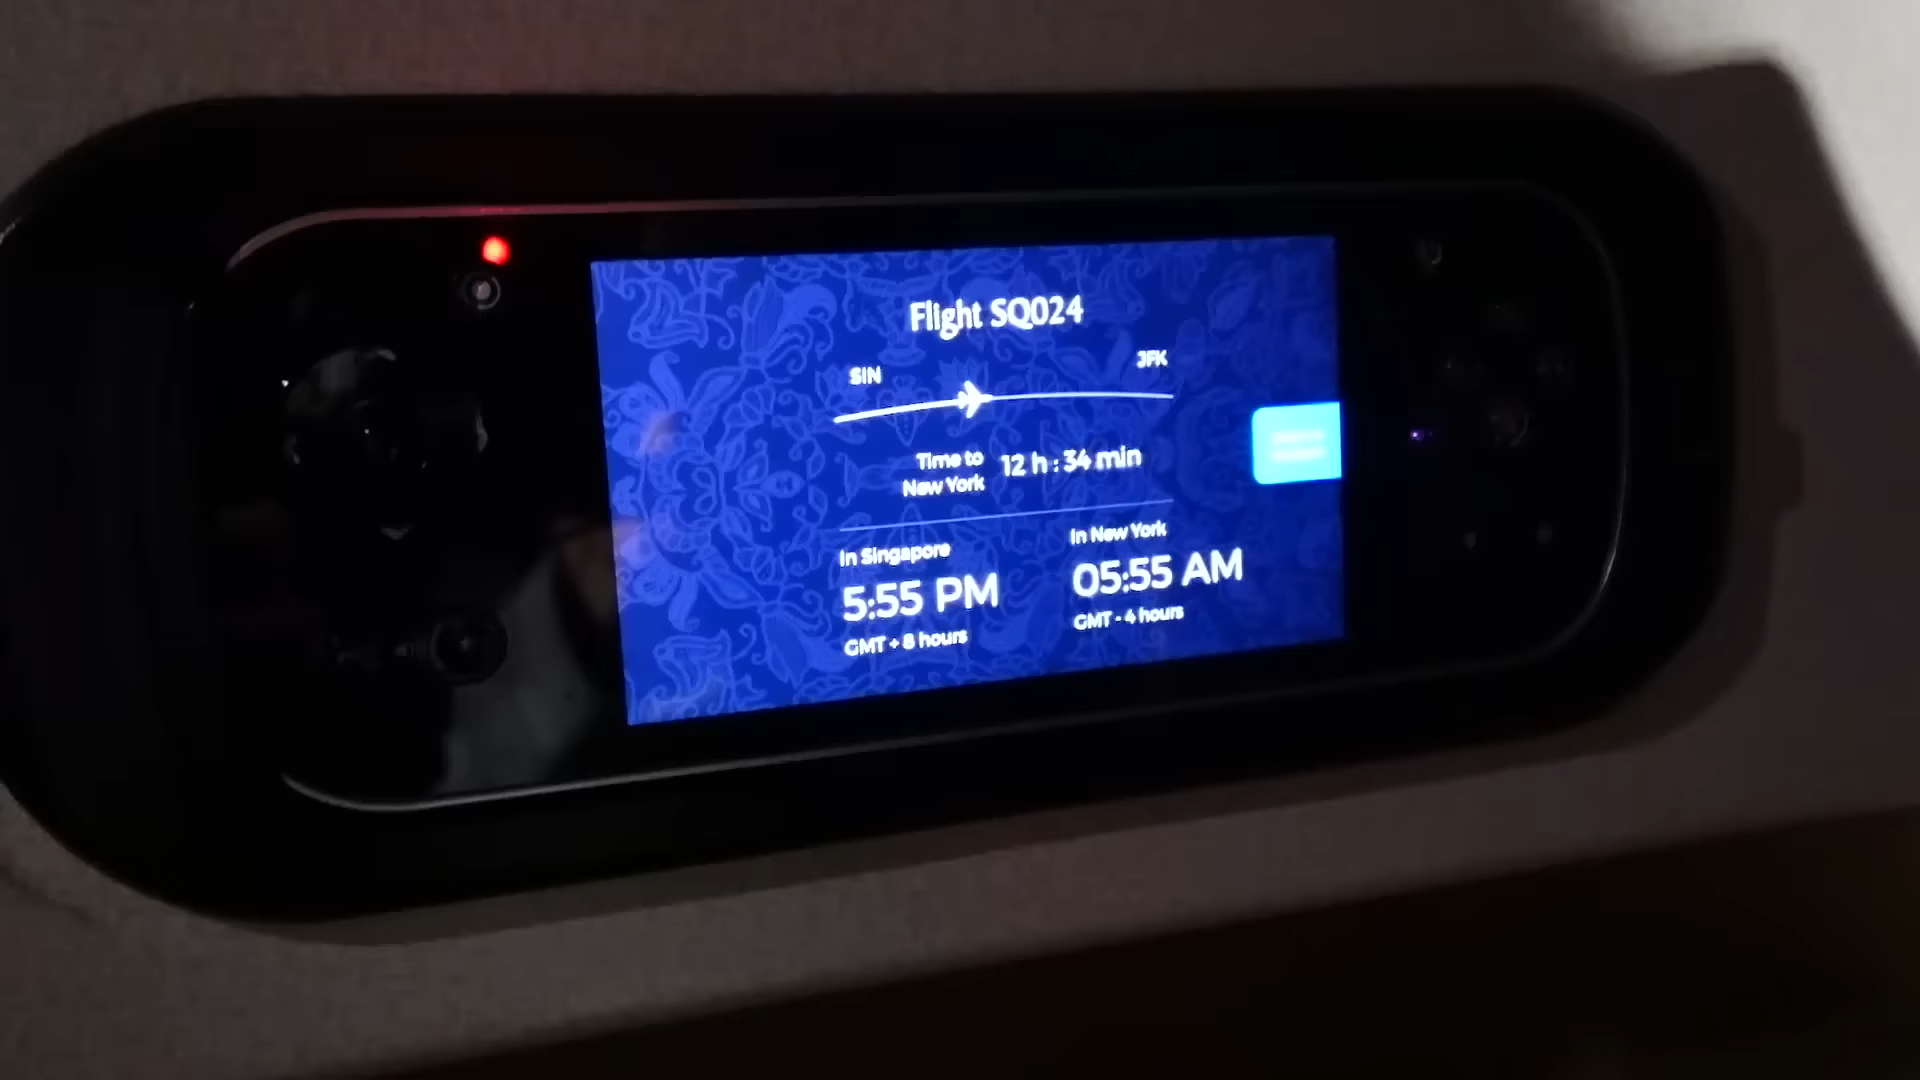 Flight SQ024
SIN
JFK
Time to
New York
12 h : 34 min
In Singapore
5:55 PM
GMT + 8 hours
In New York
05:55 AM
GMT - 4 hours